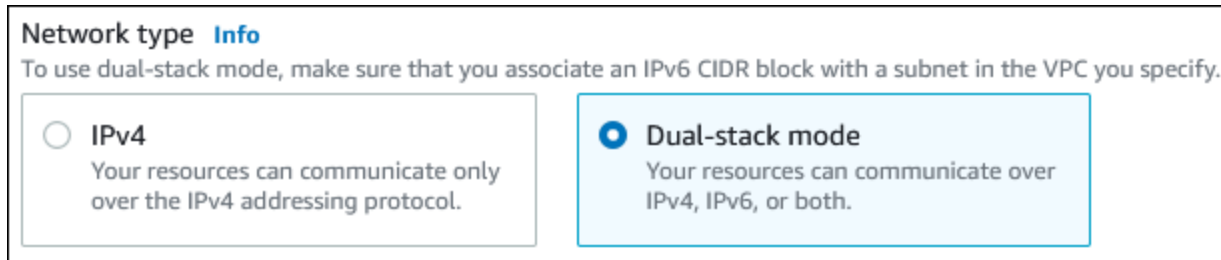 Network type Info
To use dual-stack mode, make sure that you associate an IPv6 CIDR block with a subnet in the VPC you specify.
IPv4
Your resources can communicate only
over the IPv4 addressing protocol.
Dual-stack mode
Your resources can communicate over
IPv4, IPv6, or both.